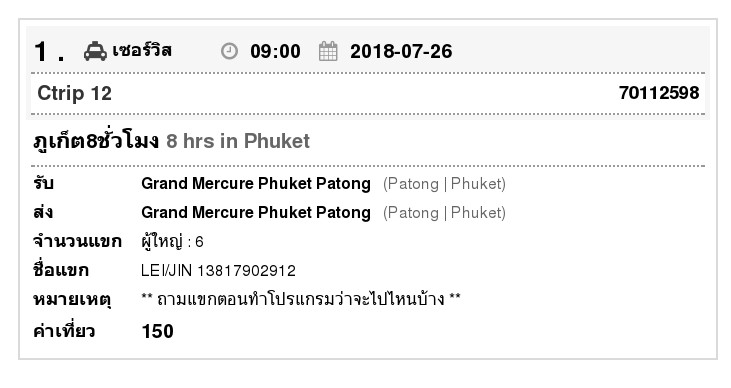 1 . เซอร์วิส 09:00 2018-07-26
Ctrip 12 70112598
ภูเก็ต8ชั่วโมง 8 hrs in Phuket
รับ Grand Mercure Phuket Patong (Patong | Phuket)
ส่ง Grand Mercure Phuket Patong (Patong | Phuket)
จำนวนแขก ผู้ใหญ่ : 6
ชื่อแขก LEI/JIN 13817902912
หมายเหตุ ** ถามแขกตอนทำโปรแกรมว่าจะไปไหนบ้าง **
ค่าเที่ยว 150